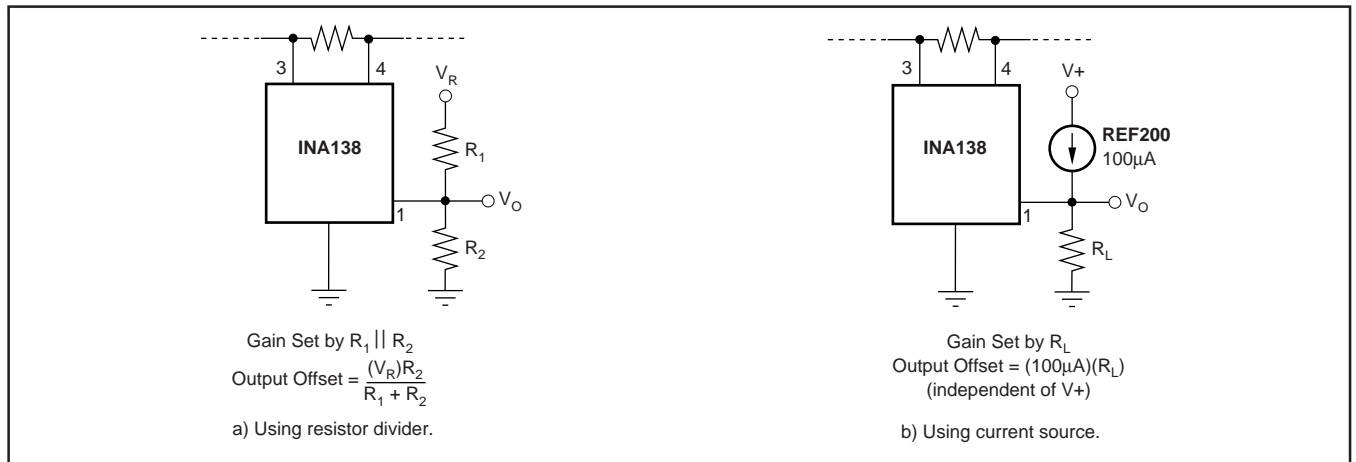 3
4
V_R
INA138
R_1
1
V_O
R_2
Gain Set by R_1 || R_2
Output Offset = (V_R)R_2 / R_1 + R_2
a) Using resistor divider.
3
4
V+
INA138
REF200
100μA
1
V_O
R_L
Gain Set by R_L
Output Offset = (100μA)(R_L)
(independent of V+)
b) Using current source.